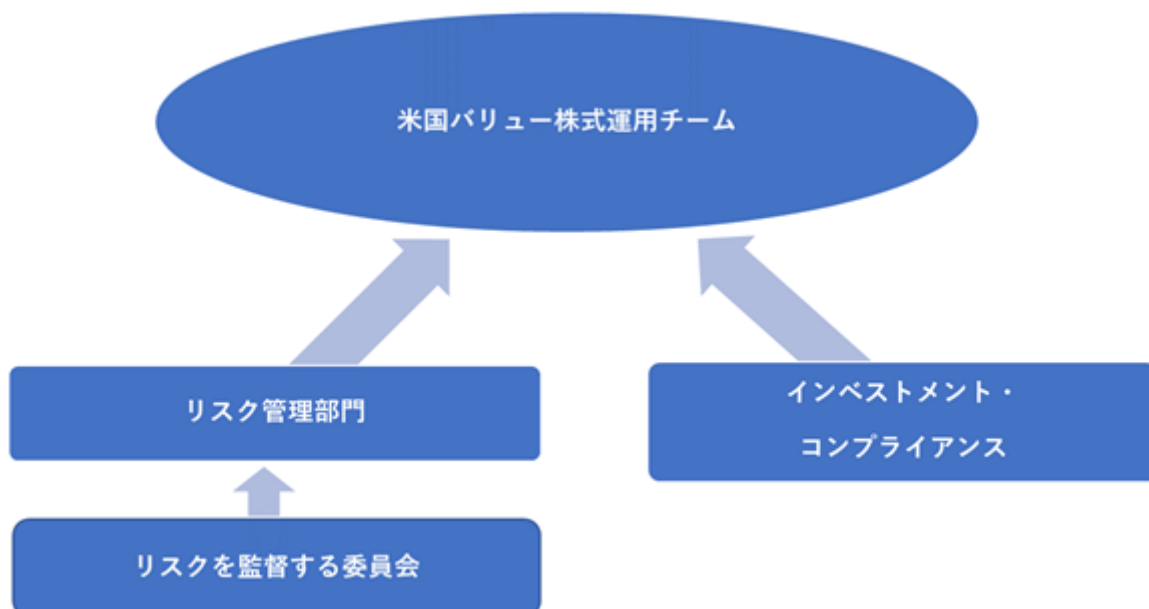 米国バリュー株式運用チーム
リスク管理部門
インベストメント・
コンプライアンス
リスクを監督する委員会